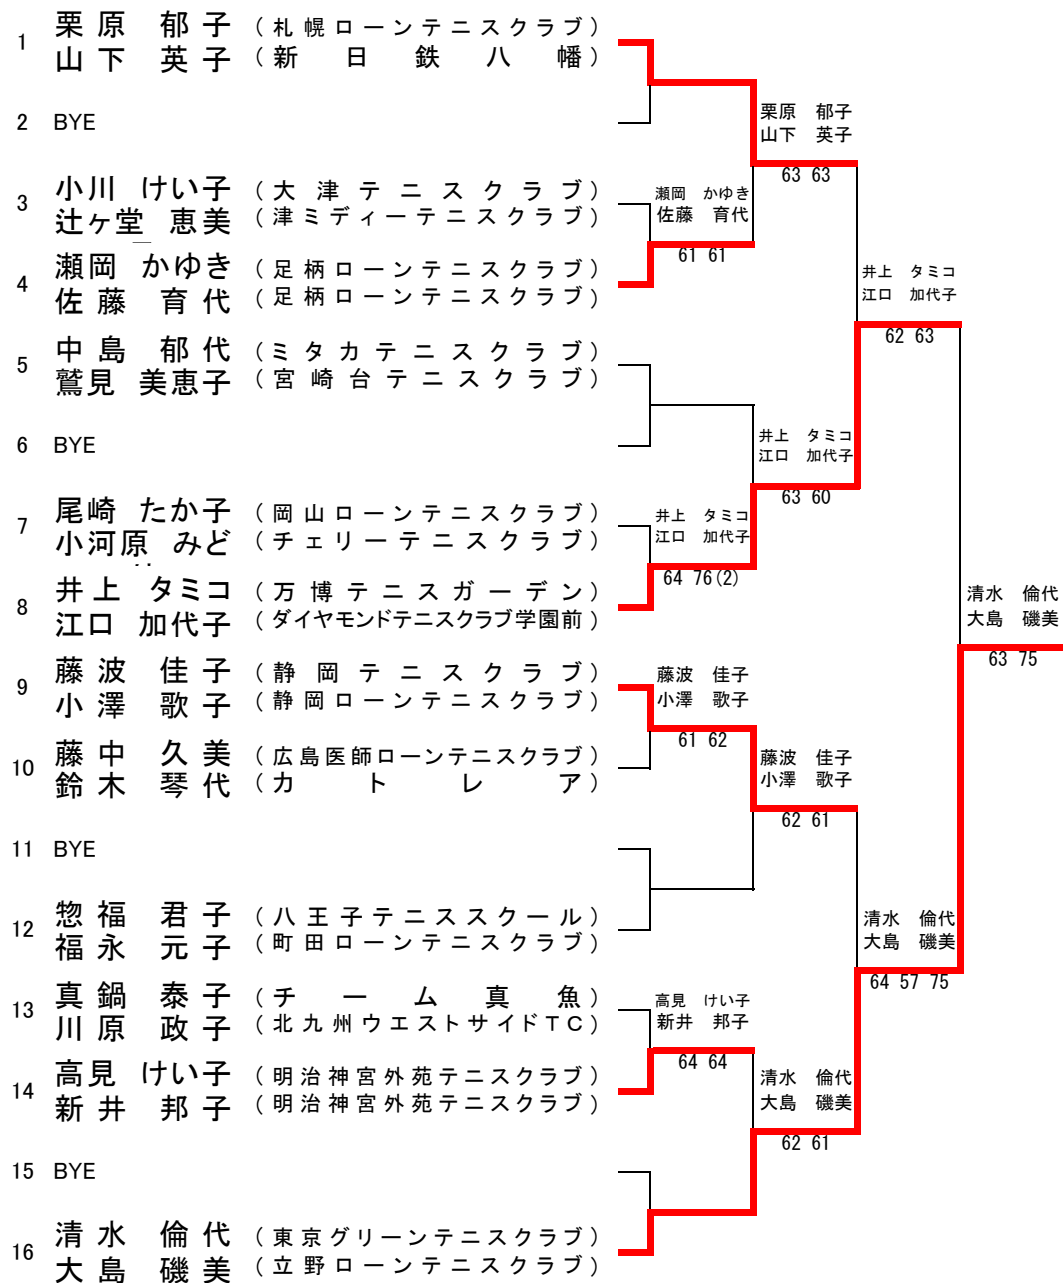 1 栗原 郁子 (札幌ローンテニスクラブ)
山下 英子 (新日鉄八幡)
2 BYE
3 小川 けい子 (大津テニスクラブ)
辻ヶ堂 恵美 (津ミディーテニスクラブ)
4 瀬岡 かゆき (足柄ローンテニスクラブ)
佐藤 育代 (足柄ローンテニスクラブ)
5 中島 郁代 (ミタカテニスクラブ)
鷲見 美恵子 (宮崎台テニスクラブ)
6 BYE
7 尾崎 たか子 (岡山ローンテニスクラブ)
小河原 みど (チェリーテニスクラブ)
8 井上 タミコ (万博テニスガーデン)
江口 加代子 (ダイヤモンドテニスクラブ学園前)
9 藤波 佳子 (静岡テニスクラブ)
小澤 歌子 (静岡ローンテニスクラブ)
10 藤中 久美 (広島医師ローンテニスクラブ)
鈴木 琴代 (カトレア)
11 BYE
12 惣福 君子 (八王子テニススクール)
福永 元子 (町田ローンテニスクラブ)
13 真鍋 泰子 (チーム真魚)
川原 政子 (北九州ウエストサイドTC)
14 高見 けい子 (明治神宮外苑テニスクラブ)
新井 邦子 (明治神宮外苑テニスクラブ)
15 BYE
16 清水 倫代 (東京グリーンテニスクラブ)
大島 磯美 (立野ローンテニスクラブ)
瀬岡 かゆき
佐藤 育代
61 61
井上 タミコ
江口 加代子
64 76(2)
藤波 佳子
小澤 歌子
61 62
高見 けい子
新井 邦子
64 64
栗原 郁子
山下 英子
63 63
井上 タミコ
江口 加代子
63 60
藤波 佳子
小澤 歌子
62 61
清水 倫代
大島 磯美
62 61
井上 タミコ
江口 加代子
62 63
清水 倫代
大島 磯美
64 57 75
清水 倫代
大島 磯美
63 75